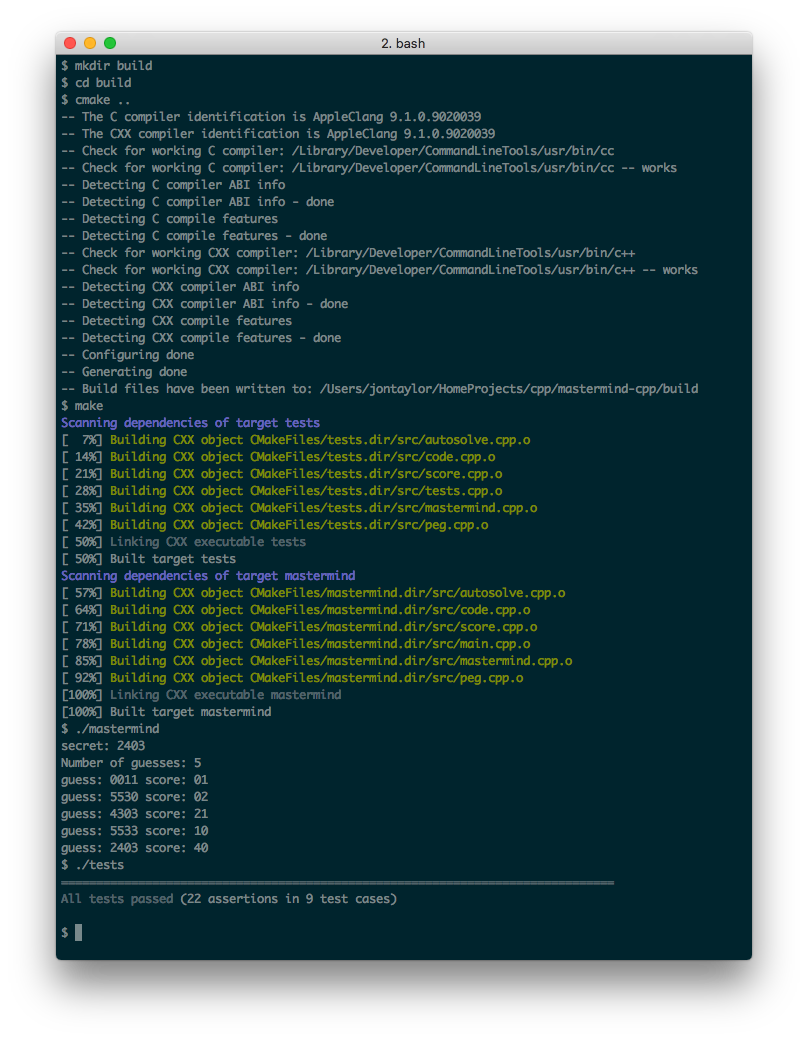 2. bash
$ mkdir build
$ cd build
$ cmake ..
-- The C compiler identification is AppleClang 9.1.0.9020039
-- The CXX compiler identification is AppleClang 9.1.0.9020039
-- Check for working C compiler: /Library/Developer/CommandLineTools/usr/bin/cc
-- Check for working C compiler: /Library/Developer/CommandLineTools/usr/bin/cc -- works
-- Detecting C compiler ABI info
-- Detecting C compiler ABI info - done
-- Detecting C compile features
-- Detecting C compile features - done
-- Check for working CXX compiler: /Library/Developer/CommandLineTools/usr/bin/c++
-- Check for working CXX compiler: /Library/Developer/CommandLineTools/usr/bin/c++ -- works
-- Detecting CXX compiler ABI info
-- Detecting CXX compiler ABI info - done
-- Detecting CXX compile features
-- Detecting CXX compile features - done
-- Configuring done
-- Generating done
-- Build files have been written to: /Users/jontaylor/HomeProjects/cpp/mastermind-cpp/build
$ make
Scanning dependencies of target tests
[  7%] Building CXX object CMakeFiles/tests.dir/src/autosolve.cpp.o
[ 14%] Building CXX object CMakeFiles/tests.dir/src/code.cpp.o
[ 21%] Building CXX object CMakeFiles/tests.dir/src/score.cpp.o
[ 28%] Building CXX object CMakeFiles/tests.dir/src/tests.cpp.o
[ 35%] Building CXX object CMakeFiles/tests.dir/src/mastermind.cpp.o
[ 42%] Building CXX object CMakeFiles/tests.dir/src/peg.cpp.o
[ 50%] Linking CXX executable tests
[ 50%] Built target tests
Scanning dependencies of target mastermind
[ 57%] Building CXX object CMakeFiles/mastermind.dir/src/autosolve.cpp.o
[ 64%] Building CXX object CMakeFiles/mastermind.dir/src/code.cpp.o
[ 71%] Building CXX object CMakeFiles/mastermind.dir/src/score.cpp.o
[ 78%] Building CXX object CMakeFiles/mastermind.dir/src/main.cpp.o
[ 85%] Building CXX object CMakeFiles/mastermind.dir/src/mastermind.cpp.o
[ 92%] Building CXX object CMakeFiles/mastermind.dir/src/peg.cpp.o
[100%] Linking CXX executable mastermind
[100%] Built target mastermind
$ ./mastermind
secret: 2403
Number of guesses: 5
guess: 0011 score: 01
guess: 5530 score: 02
guess: 4303 score: 21
guess: 5533 score: 10
guess: 2403 score: 40
$ ./tests
===============================================================================
All tests passed (22 assertions in 9 test cases)
$